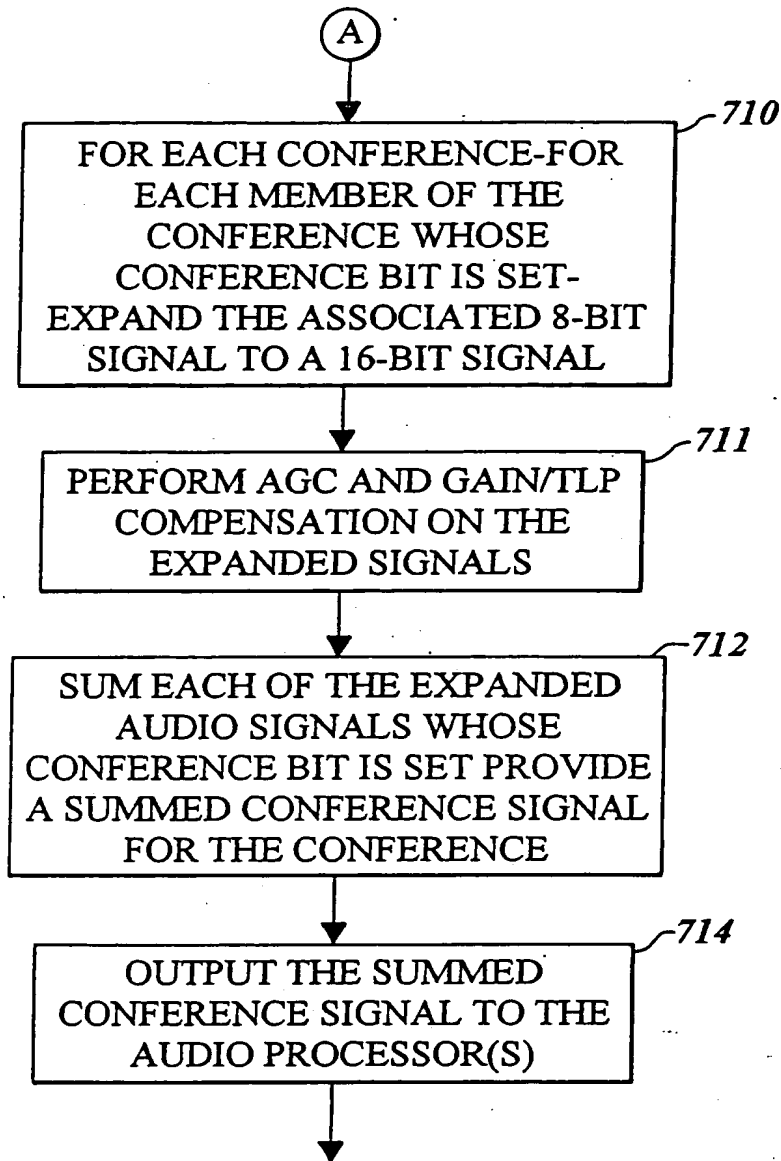 A
710
FOR EACH CONFERENCE-FOR
EACH MEMBER OF THE
CONFERENCE WHOSE
CONFERENCE BIT IS SET-
EXPAND THE ASSOCIATED 8-BIT
SIGNAL TO A 16-BIT SIGNAL
711
PERFORM AGC AND GAIN/TLP
COMPENSATION ON THE
EXPANDED SIGNALS
712
SUM EACH OF THE EXPANDED
AUDIO SIGNALS WHOSE
CONFERENCE BIT IS SET PROVIDE
A SUMMED CONFERENCE SIGNAL
FOR THE CONFERENCE
714
OUTPUT THE SUMMED
CONFERENCE SIGNAL TO THE
AUDIO PROCESSOR(S)